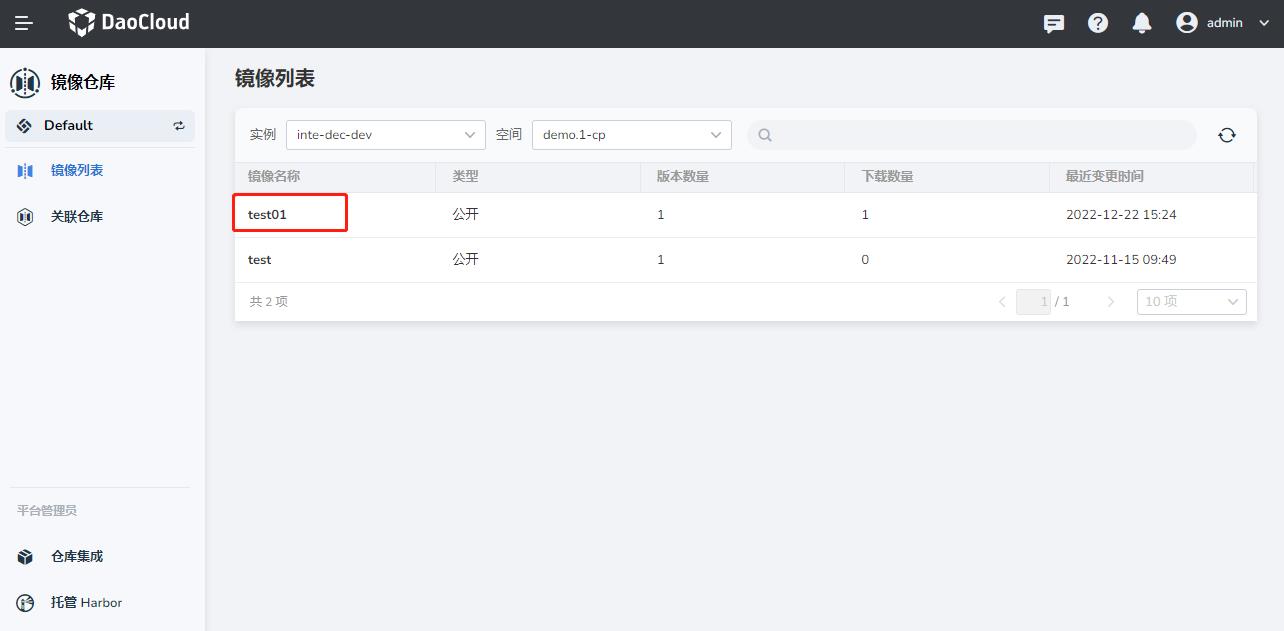 DaoCloud
admin
镜像仓库
Default
镜像列表
关联仓库
平台管理员
仓库集成
托管 Harbor
镜像列表
实例 inte-dec-dev 空间 demo.1-cp
镜像名称 类型 版本数量 下载数量 最近变更时间
test01 公开 1 1 2022-12-22 15:24
test 公开 1 0 2022-11-15 09:49
共 2 项 1 / 1 10 项